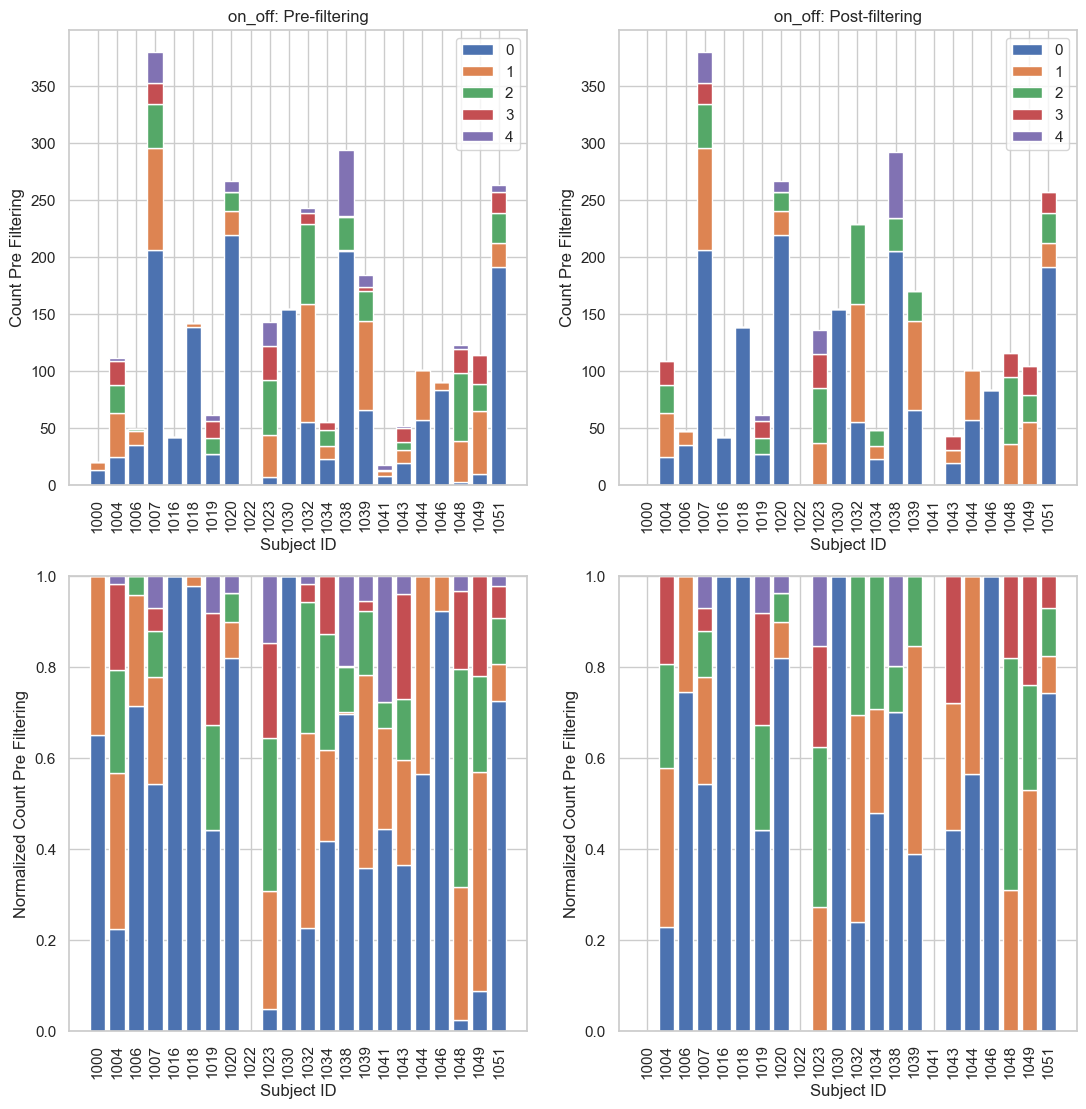 on_off: Pre-filtering
Count Pre Filtering
350
300
250
200
150
100
50
0
0
1
2
3
4
1000 1004 1006 1007 1016 1018 1019 1020 1022 1023 1030 1032 1034 1038 1039 1041 1043 1044 1046 1048 1049 1051
Subject ID
on_off: Post-filtering
Count Pre Filtering
350
300
250
200
150
100
50
0
0
1
2
3
4
1000 1004 1006 1007 1016 1018 1019 1020 1022 1023 1030 1032 1034 1038 1039 1041 1043 1044 1046 1048 1049 1051
Subject ID
Normalized Count Pre Filtering
1.0
0.8
0.6
0.4
0.2
0.0
1000 1004 1006 1007 1016 1018 1019 1020 1022 1023 1030 1032 1034 1038 1039 1041 1043 1044 1046 1048 1049 1051
Subject ID
Normalized Count Pre Filtering
1.0
0.8
0.6
0.4
0.2
0.0
1000 1004 1006 1007 1016 1018 1019 1020 1022 1023 1030 1032 1034 1038 1039 1041 1043 1044 1046 1048 1049 1051
Subject ID